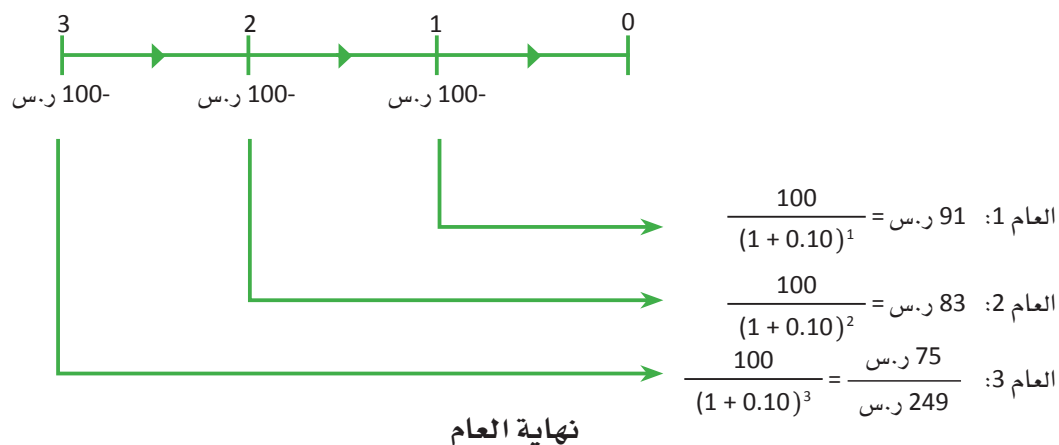 0 1 2 3
-100 ر.س -100 ر.س -100 ر.س
العام 1: 91 ر.س = 100 / (1 + 0.10)^1
العام 2: 83 ر.س = 100 / (1 + 0.10)^2
العام 3: 75 ر.س = 100 / (1 + 0.10)^3
249 ر.س
نهاية العام